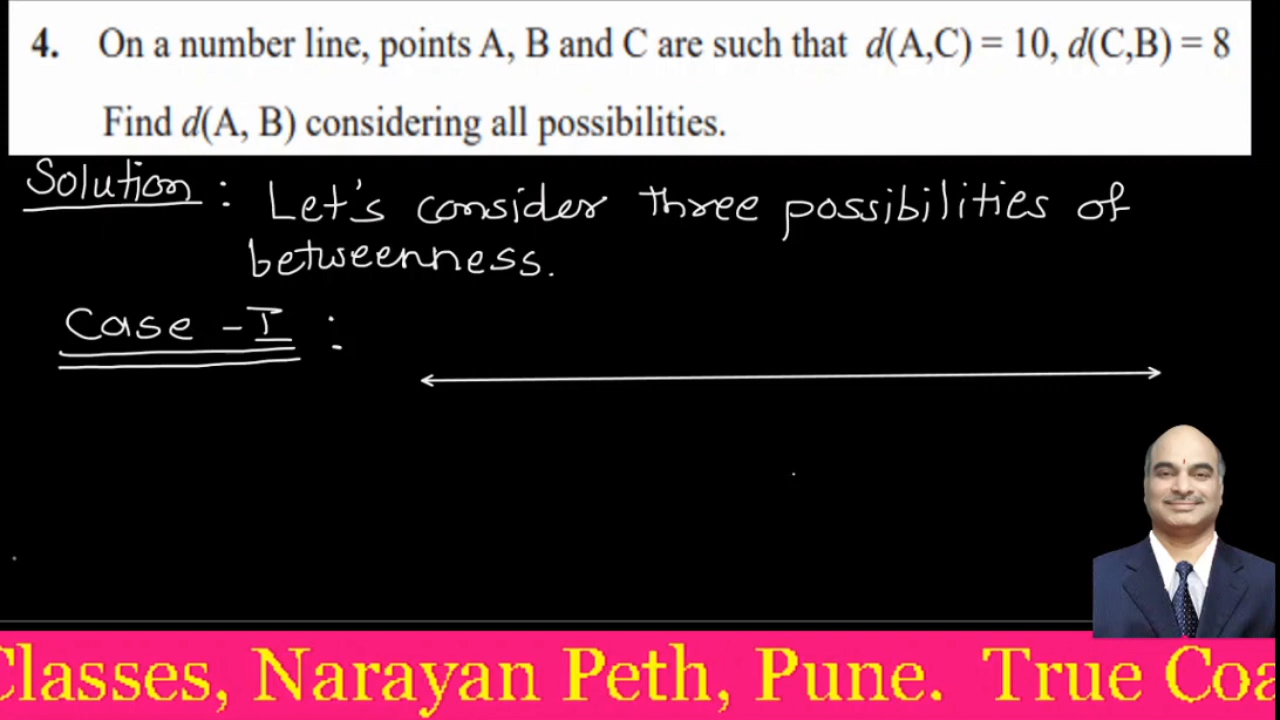 4. On a number line, points A, B and C are such that d(A,C) = 10, d(C,B) = 8
Find d(A, B) considering all possibilities.
Solution : Let's consider three possibilities of
betweenness.
Case - I :
Classes, Narayan Peth, Pune. True Coa